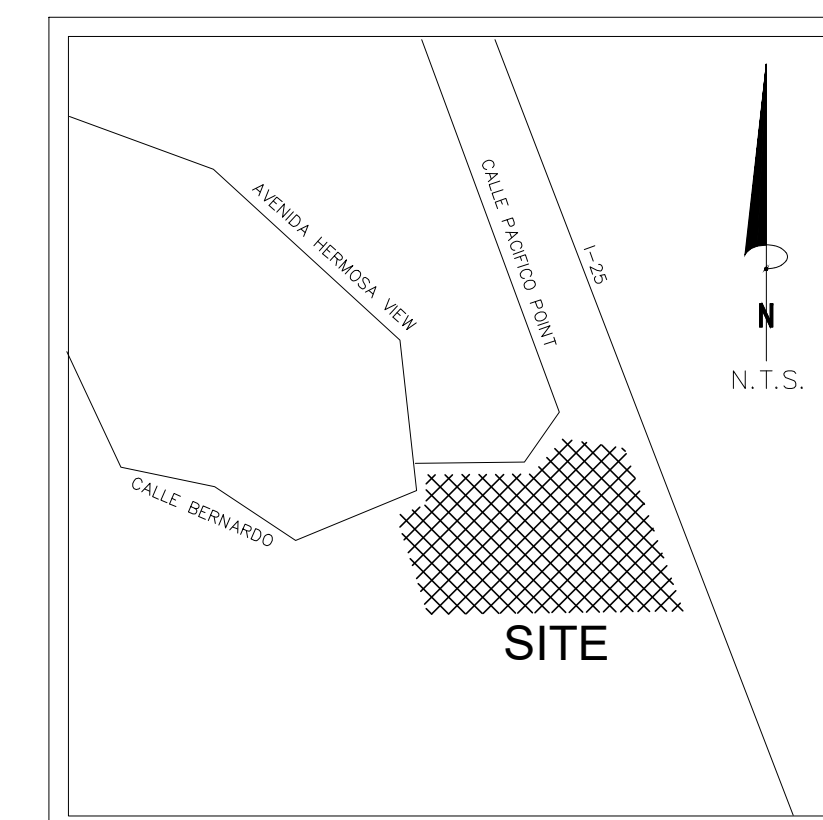 AVENIDA HERMOSA VIEW
CALLE PACIFICO POINT
I-25
N
N.T.S.
CALLE BERNARDO
SITE